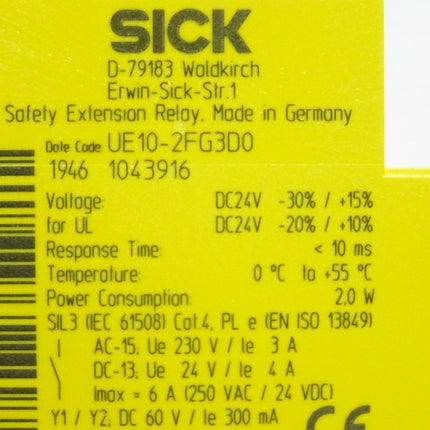 SICK
D-79183 Waldkirch
Erwin-Sick-Str.1
Safety Extension Relay, Made in Germany
Date Code UE10-2FG3D0
1946 1043916
Voltage: DC24V -30% / +15%
for UL DC24V -20% / +10%
Response Time: < 10 ms
Temperature: 0 °C to +55 °C
Power Consumption: 2,0 W
SIL3 (IEC 61508) Cat.4, PL e (EN ISO 13849)
AC-15, Ue 230 V / Ie 3 A
DC-13, Ue 24 V / Ie 4 A
Imax = 6 A (250 VAC / 24 VDC)
Y1 / Y2; DC 60 V / Ie 300 mA CE